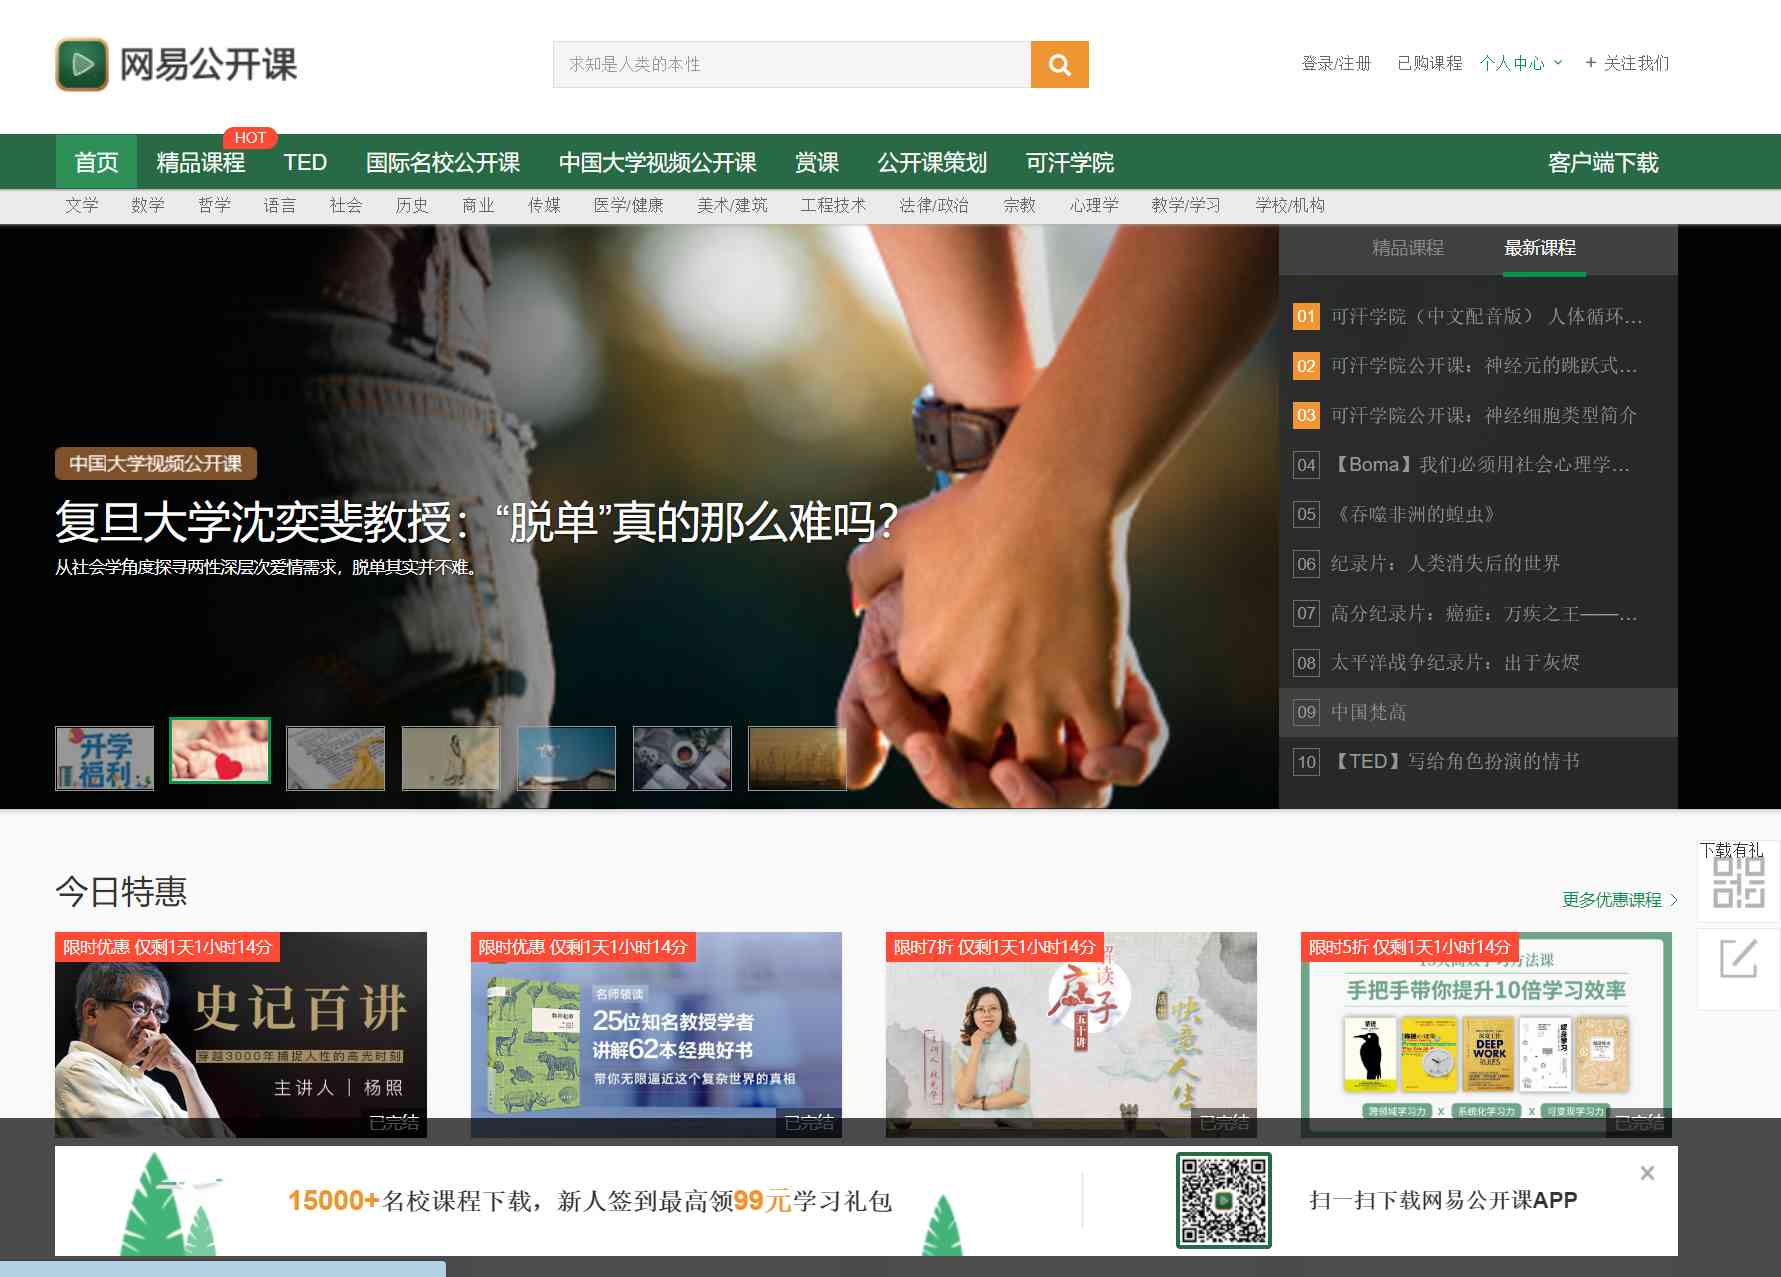 网易公开课
求知是人类的本性
登录/注册 已购课程 个人中心 + 关注我们
HOT
首页 精品课程 TED 国际名校公开课 中国大学视频公开课 赏课 公开课策划 可汗学院 客户端下载
文学 数学 哲学 语言 社会 历史 商业 传媒 医学/健康 美术/建筑 工程技术 法律/政治 宗教 心理学 教学/学习 学校/机构
精品课程 最新课程
01 可汗学院（中文配音版） 人体循环...
02 可汗学院公开课：神经元的跳跃式...
03 可汗学院公开课：神经细胞类型简介
04 【Boma】我们必须用社会心理学...
05 《吞噬非洲的蝗虫》
06 纪录片：人类消失后的世界
07 高分纪录片：癌症：万疾之王——...
08 太平洋战争纪录片：出于灰烬
09 中国梵高
10 【TED】写给角色扮演的情书
中国大学视频公开课
复旦大学沈奕斐教授：“脱单”真的那么难吗？
从社会学角度探寻两性深层次爱情需求，脱单其实并不难。
开学
福利
下载有礼
今日特惠
更多优惠课程
限时优惠 仅剩1天1小时14分
史记百讲
穿越3000年捕捉人性的高光时刻
主讲人｜杨照
已完结
限时优惠 仅剩1天1小时14分
名师领读
25位知名教授学者
讲解62本经典好书
带你无限逼近这个复杂世界的真相
已完结
限时7折 仅剩1天1小时14分
解读
庄子
五十讲
快意人生
已完结
限时5折 仅剩1天1小时14分
手把手带你提升10倍学习效率
DEEP
WORK
跨领域学习力 X 系统化学习力 X 可变现学习力
已完结
15000+名校课程下载，新人签到最高领99元学习礼包
扫一扫下载网易公开课APP